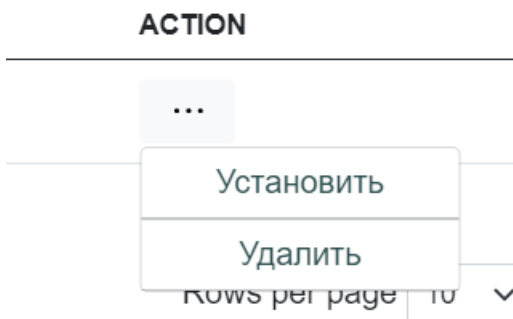 ACTION
...
Установить
Удалить
Rows per page 10